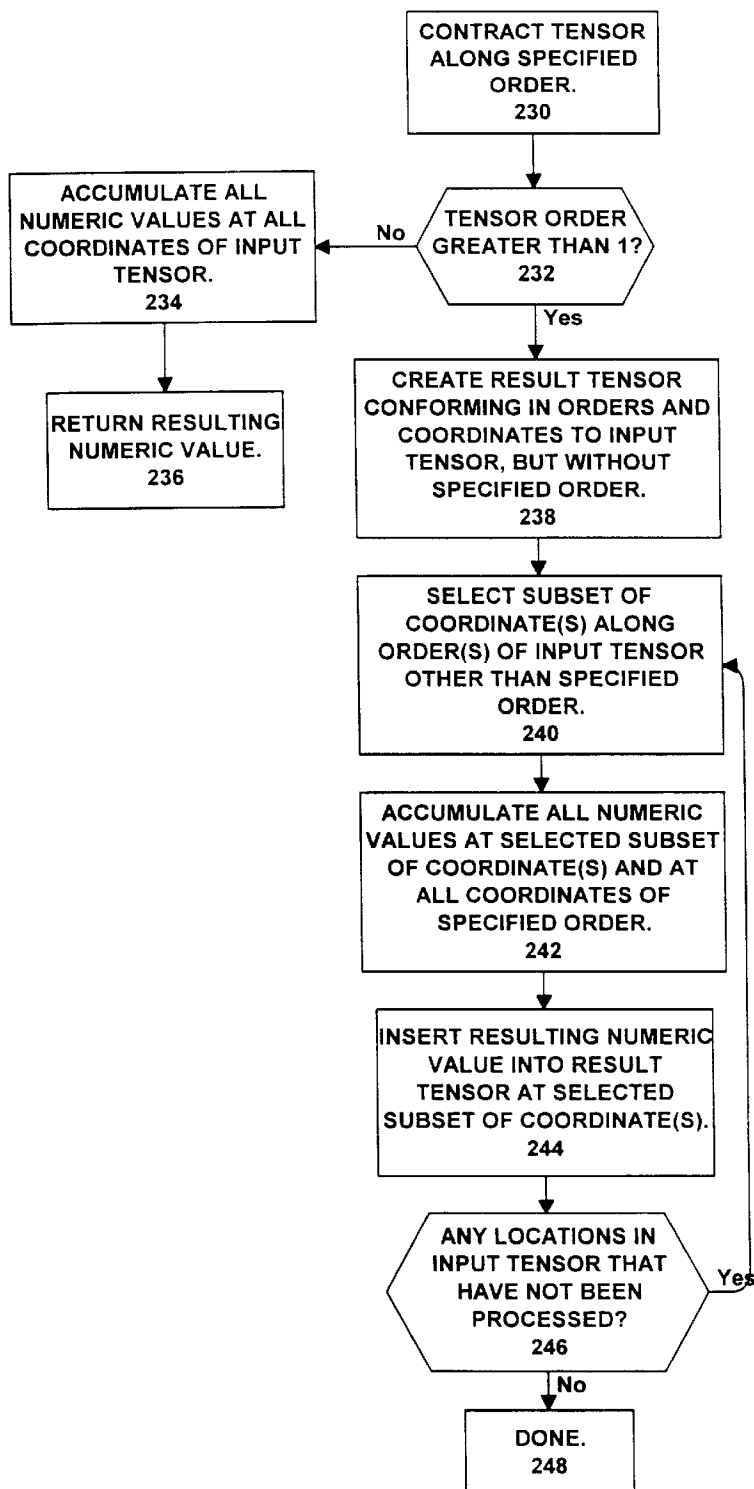 CONTRACT TENSOR
ALONG SPECIFIED
ORDER.
230
ACCUMULATE ALL
NUMERIC VALUES AT ALL
COORDINATES OF INPUT
TENSOR.
234
No
TENSOR ORDER
GREATER THAN 1?
232
Yes
RETURN RESULTING
NUMERIC VALUE.
236
CREATE RESULT TENSOR
CONFORMING IN ORDERS AND
COORDINATES TO INPUT
TENSOR, BUT WITHOUT
SPECIFIED ORDER.
238
SELECT SUBSET OF
COORDINATE(S) ALONG
ORDER(S) OF INPUT TENSOR
OTHER THAN SPECIFIED
ORDER.
240
ACCUMULATE ALL NUMERIC
VALUES AT SELECTED SUBSET
OF COORDINATE(S) AND AT
ALL COORDINATES OF
SPECIFIED ORDER.
242
INSERT RESULTING NUMERIC
VALUE INTO RESULT
TENSOR AT SELECTED
SUBSET OF COORDINATE(S).
244
ANY LOCATIONS IN
INPUT TENSOR THAT
HAVE NOT BEEN
PROCESSED?
246
Yes
No
DONE.
248